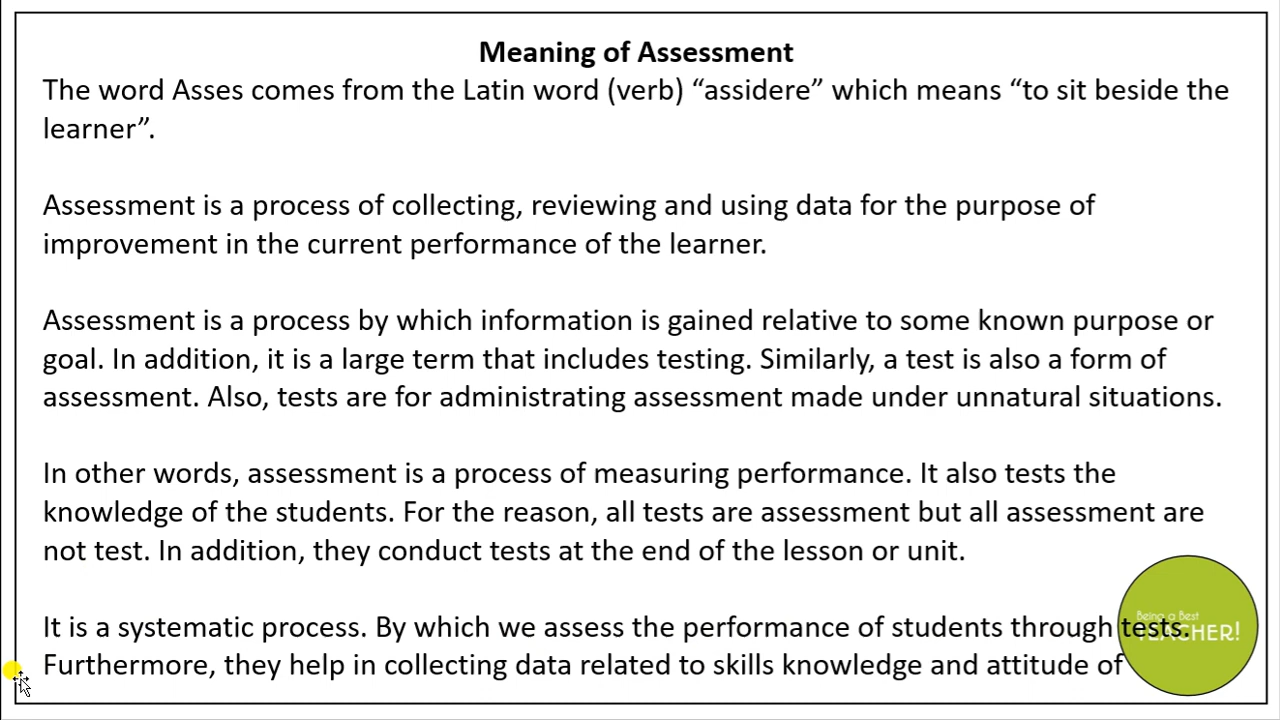 Meaning of Assessment
The word Asses comes from the Latin word (verb) “assidere” which means “to sit beside the
learner”.
Assessment is a process of collecting, reviewing and using data for the purpose of
improvement in the current performance of the learner.
Assessment is a process by which information is gained relative to some known purpose or
goal. In addition, it is a large term that includes testing. Similarly, a test is also a form of
assessment. Also, tests are for administrating assessment made under unnatural situations.
In other words, assessment is a process of measuring performance. It also tests the
knowledge of the students. For the reason, all tests are assessment but all assessment are
not test. In addition, they conduct tests at the end of the lesson or unit.
It is a systematic process. By which we assess the performance of students through tests.
Furthermore, they help in collecting data related to skills knowledge and attitude of
Being a Best
TEACHER!